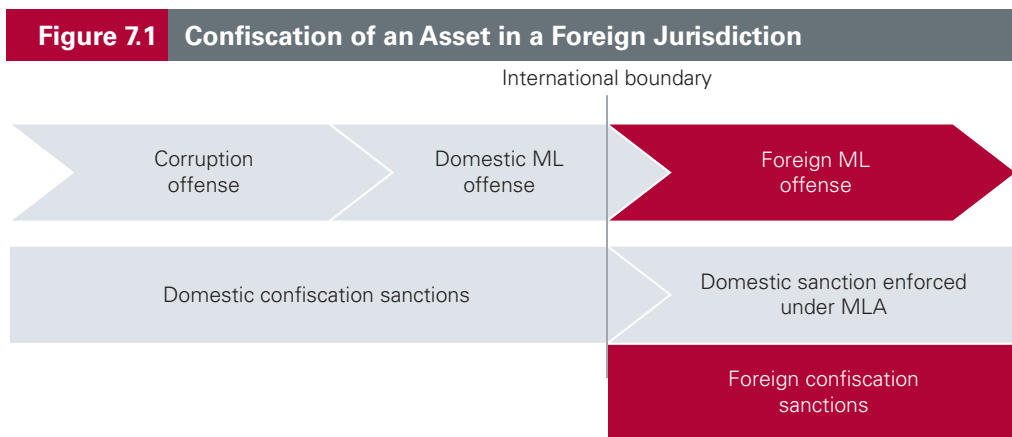 Figure 7.1 Confiscation of an Asset in a Foreign Jurisdiction
International boundary
Corruption
offense
Domestic ML
offense
Foreign ML
offense
Domestic confiscation sanctions
Domestic sanction enforced
under MLA
Foreign confiscation
sanctions